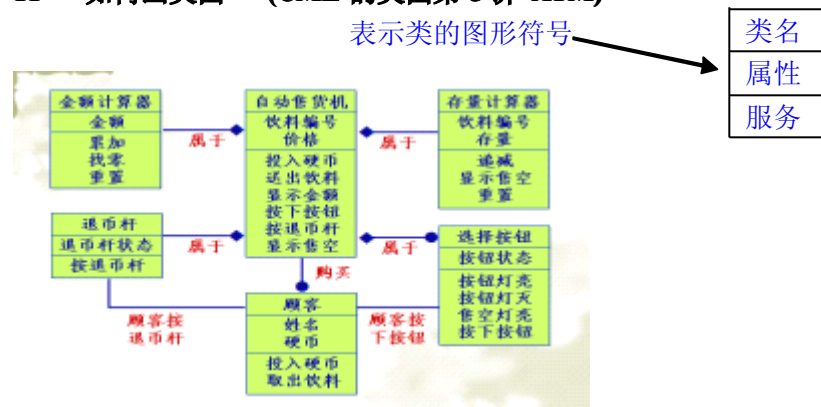 表示类的图形符号
类名
属性
服务
金额计算器
金额
累加
找零
重置
属于
自动售货机
饮料编号
价格
投入硬币
送出饮料
显示金额
按下按钮
按退币杆
显示售空
属于
存量计算器
饮料编号
存量
递减
显示售空
重置
退币杆
退币杆状态
按退币杆
属于
属于
选择按钮
按钮状态
按钮灯亮
按钮灯灭
售空灯亮
按下按钮
购买
顾客按
退币杆
顾客
姓名
硬币
投入硬币
取出饮料
顾客按
下按钮